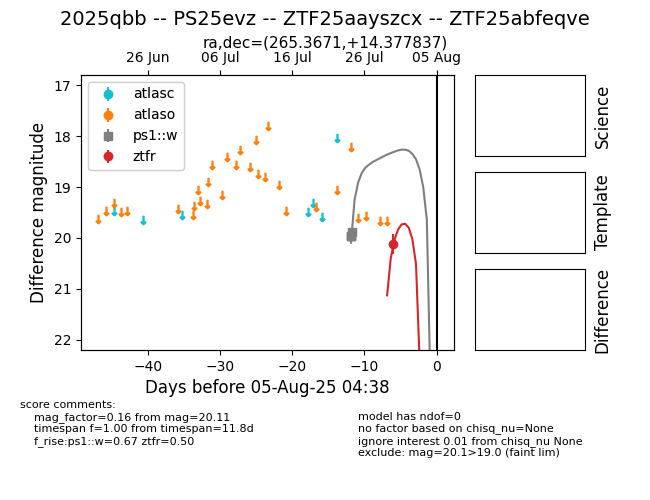 2025qbb -- PS25evz -- ZTF25aayszcx -- ZTF25abfeqve
ra,dec=(265.3671,+14.377837)
26 Jun 06 Jul 16 Jul 26 Jul 05 Aug
17
18
19
20
21
22
Difference magnitude
atlasc
atlaso
ps1::w
ztfr
−40 −30 −20 −10 0
Days before 05-Aug-25 04:38
Science
Template
Difference
score comments:
mag_factor=0.16 from mag=20.11
timespan f=1.00 from timespan=11.8d
f_rise:ps1::w=0.67 ztfr=0.50
model has ndof=0
no factor based on chisq_nu=None
ignore interest 0.01 from chisq_nu None
exclude: mag=20.1>19.0 (faint lim)